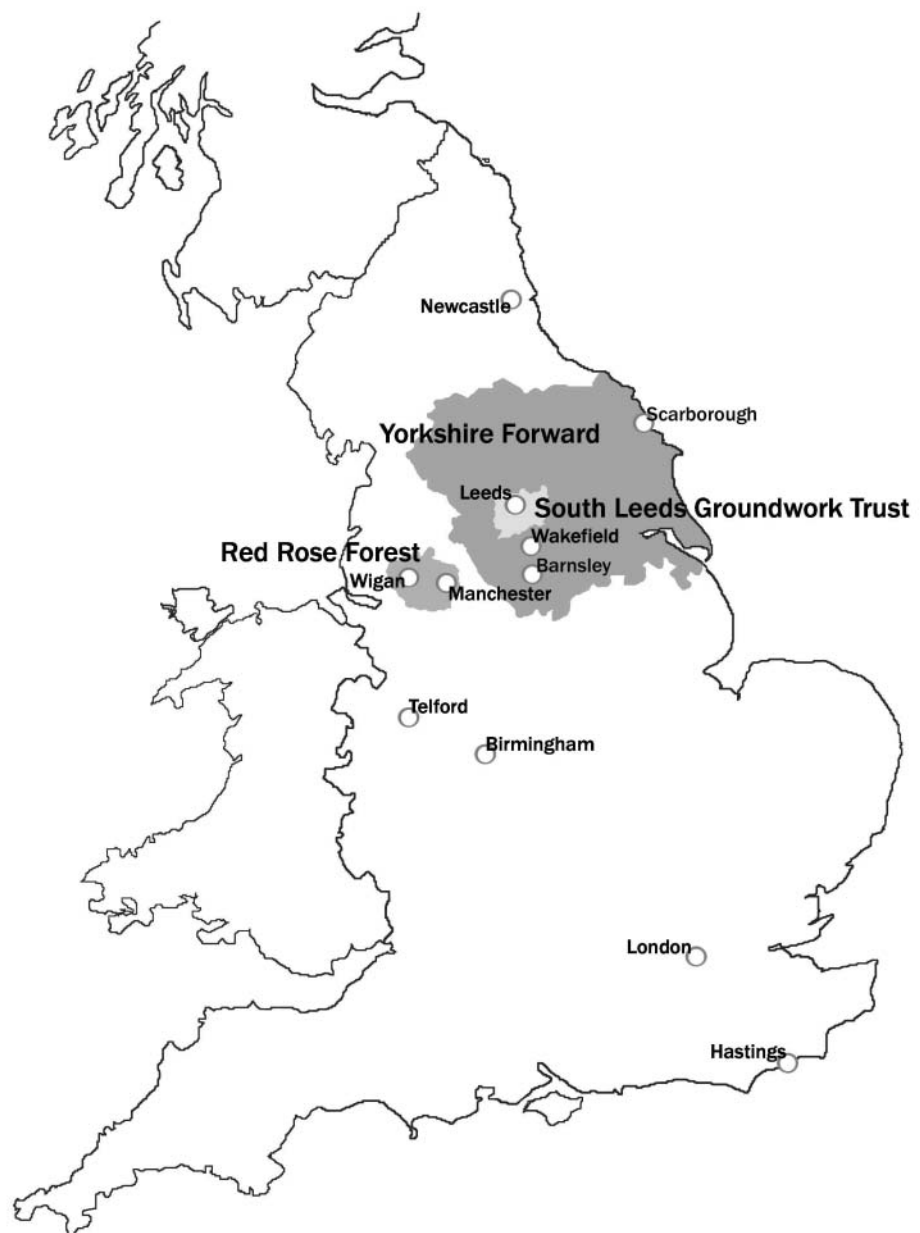 Newcastle
Scarborough
Yorkshire Forward
Leeds
South Leeds Groundwork Trust
Wakefield
Red Rose Forest
Barnsley
Wigan
Manchester
Telford
Birmingham
London
Hastings